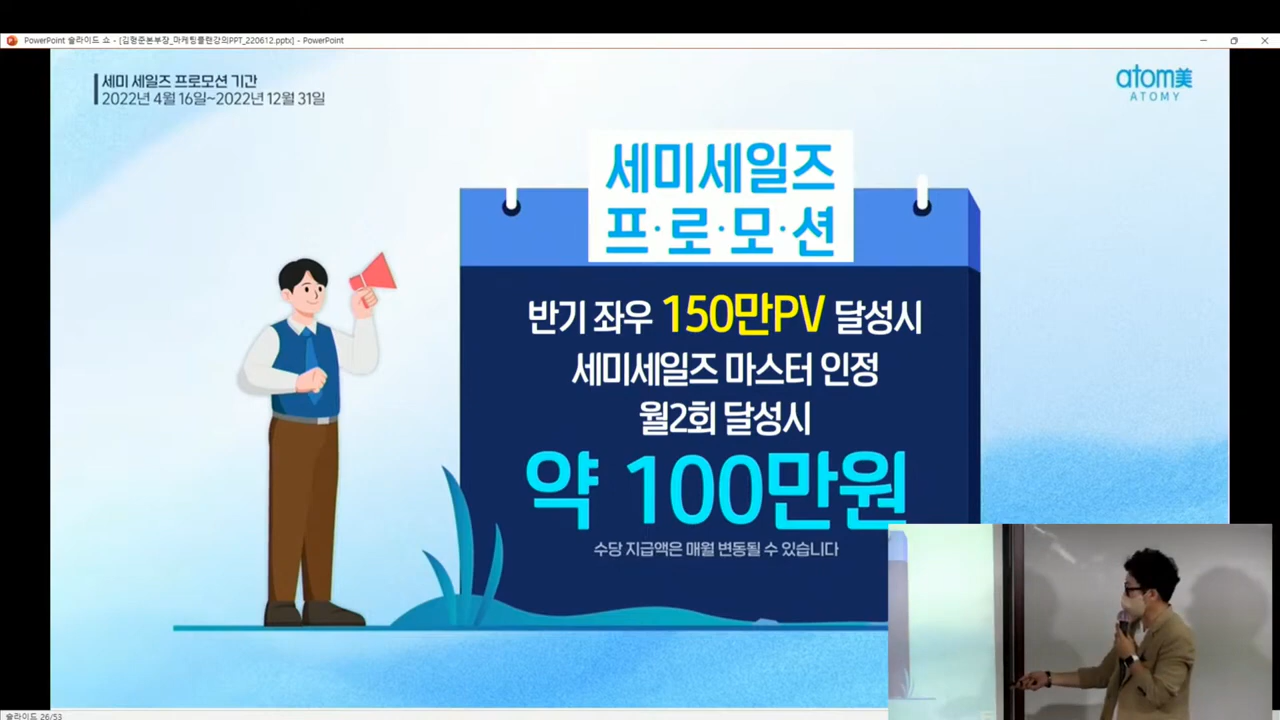 PowerPoint 슬라이드 쇼 - [김형준본부장_마케팅플랜강의PPT_220612.pptx] - PowerPoint
세미 세일즈 프로모션 기간
2022년 4월 16일~2022년 12월 31일
atom美
ATOMY
세미세일즈
프·로·모·션
반기 좌우 150만PV 달성시
세미세일즈 마스터 인정
월2회 달성시
약 100만원
수당 지급액은 매월 변동될 수 있습니다
슬라이드 26/53